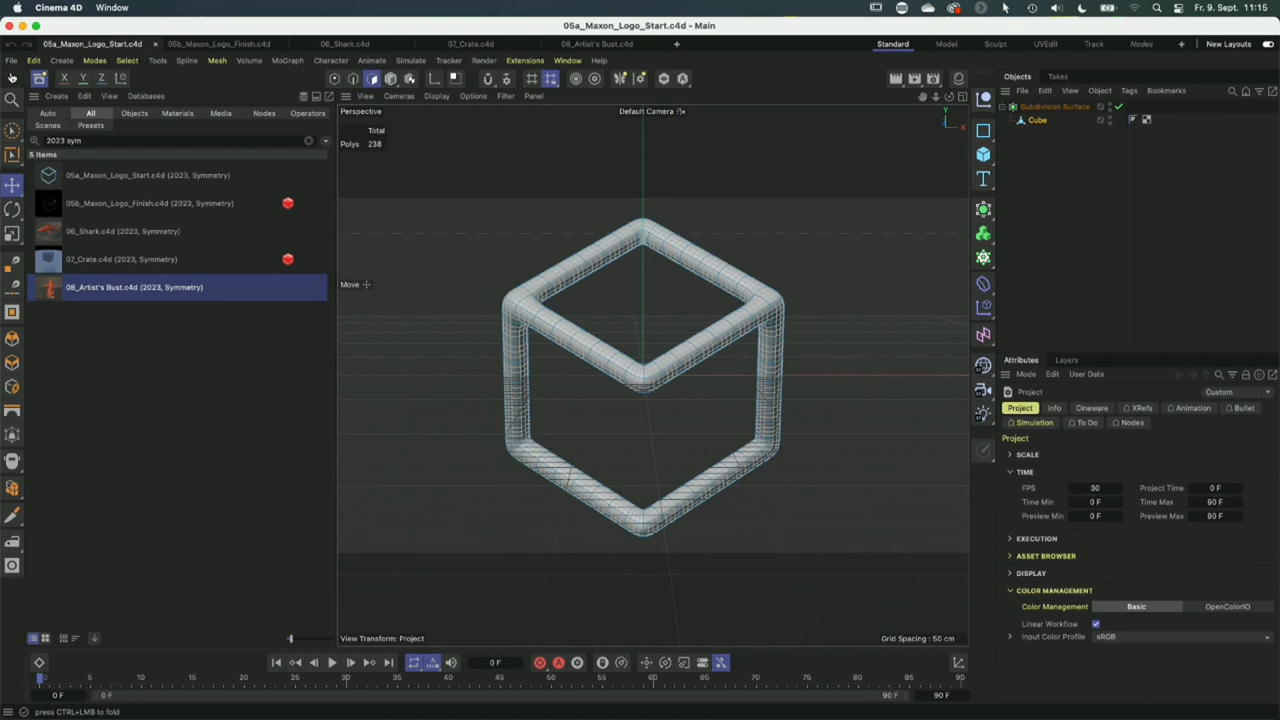 Cinema 4D Window Fr. 9. Sept. 11:15
05a_Maxon_Logo_Start.c4d - Main
05a_Maxon_Logo_Start.c4d × 05b_Maxon_Logo_Finish.c4d 06_Shark.c4d 07_Crate.c4d 08_Artist's Bust.c4d + Standard Model Sculpt UVEdit Track Nodes + New Layouts
File Edit Create Modes Select Tools Spline Mesh Volume MoGraph Character Animate Simulate Tracker Render Extensions Window Help
X Y Z
Objects Takes
Create Edit View Databases
View Cameras Display Options Filter Panel
File Edit View Object Tags Bookmarks
Auto All Objects Materials Media Nodes Operators
Scenes Presets
2023 sym
5 Items
05a_Maxon_Logo_Start.c4d (2023, Symmetry)
05b_Maxon_Logo_Finish.c4d (2023, Symmetry)
06_Shark.c4d (2023, Symmetry)
07_Crate.c4d (2023, Symmetry)
08_Artist's Bust.c4d (2023, Symmetry)
Perspective Default Camera
Total
Polys 238
Y
X
Move
View Transform: Project Grid Spacing : 50 cm
Subdivision Surface
Cube
Attributes Layers
Mode Edit User Data
Project Custom
Project Info Cineware XRefs Animation Bullet
Simulation To Do Nodes
Project
SCALE
TIME
FPS 30 Project Time 0 F
Time Min 0 F Time Max 90 F
Preview Min 0 F Preview Max 90 F
EXECUTION
ASSET BROWSER
DISPLAY
COLOR MANAGEMENT
Color Management Basic OpenColorIO
Linear Workflow
Input Color Profile sRGB
0 F
0 5 10 15 20 25 30 35 40 45 50 55 60 65 70 75 80 85 90
0 F 0 F 90 F 90 F
press CTRL+LMB to fold